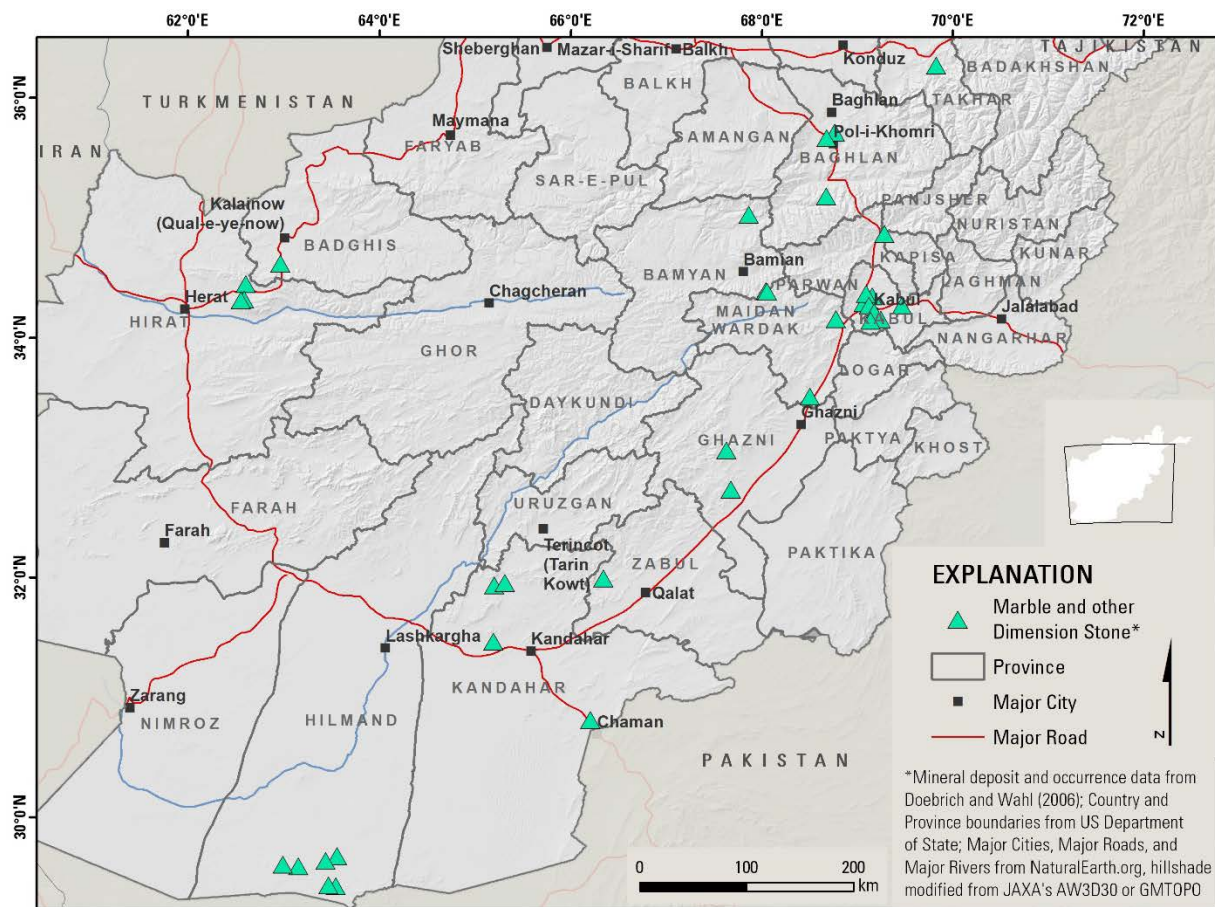 62°0'E
64°0'E
66°0'E
68°0'E
70°0'E
72°0'E
Sheberghan
Mazar-i-Sharif
Balkh
Konduz
TAJIKISTAN
BADAKHSHAN
36°0'N
TURKMENISTAN
BALKH
Baghlan
TAKHAR
Maymana
FARYAB
SAMANGAN
Pol-i-Khomri
BAGHLAN
IRAN
SAR-E-PUL
PANJSHER
Kalainow
(Qual-e-ye-now)
NURISTAN
BADGHIS
KUNAR
KAPISA
BAMYAN
Bamian
LAGHMAN
PARWAN
Herat
Chagcheran
Kabul
HIRAT
MAIDAN
WARDAK
KABUL
Jalalabad
34°0'N
GHOR
NANGARHAR
LOGAR
DAYKUNDI
Ghazni
GHAZNI
PAKTYA
KHOST
FARAH
URUZGAN
Farah
Terincot
(Tarin
Kowt)
ZABUL
PAKTIKA
32°0'N
Qalat
Lashkargha
Kandahar
KANDAHAR
Zarang
NIMROZ
HILMAND
Chaman
PAKISTAN
30°0'N
EXPLANATION
Marble and other
Dimension Stone*
Province
Major City
Major Road
N
*Mineral deposit and occurrence data from
Doebrich and Wahl (2006); Country and
Province boundaries from US Department
of State; Major Cities, Major Roads, and
Major Rivers from NaturalEarth.org, hillshade
modified from JAXA's AW3D30 or GMTOPO
0
100
200
km